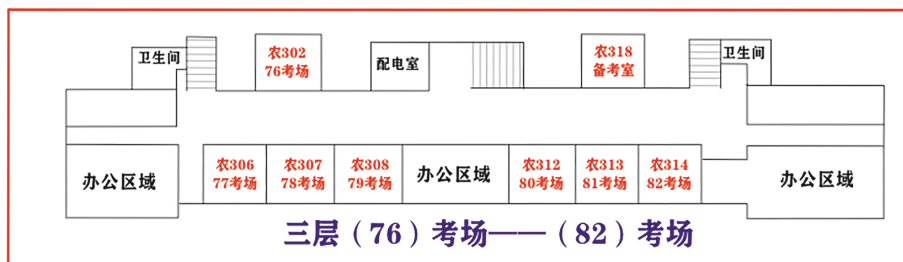 卫生间
农302
76考场
配电室
农318
备考室
卫生间
办公区域
农306
77考场
农307
78考场
农308
79考场
办公区域
农312
80考场
农313
81考场
农314
82考场
办公区域
三层（76）考场——（82）考场